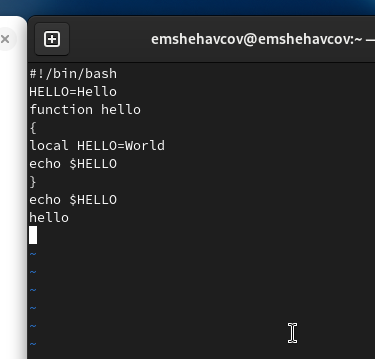 emshehavcov@emshehavcov:~ —
#!/bin/bash
HELLO=Hello
function hello
{
local HELLO=World
echo $HELLO
}
echo $HELLO
hello
~
~
~
~
~
~